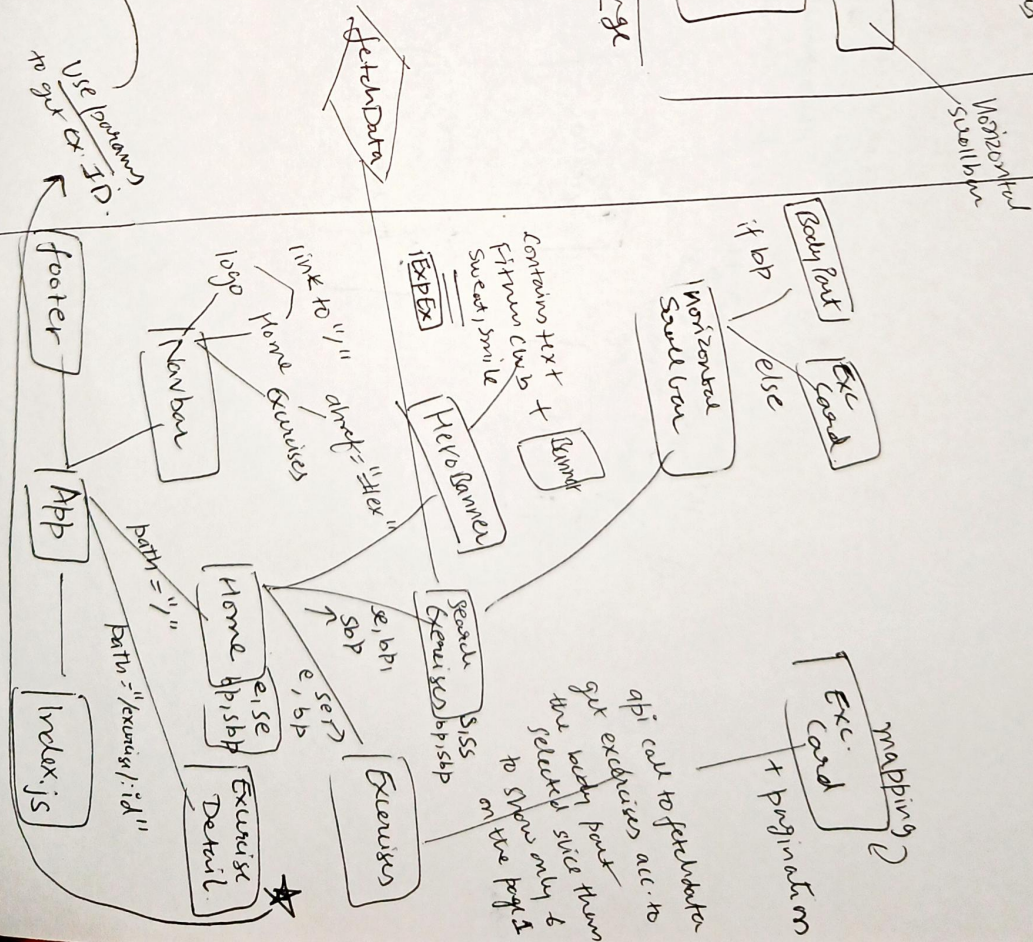 Horizontal
scrollbar
fetchData
Use/params
to get ex. ID.
BodyPart
Exc
Card
if bp
else
Horizontal
Scrollbar
Contains text
Fitness club
Sweat, smile
ExpEx
+
Banner
HeroBanner
link to "/"
logo
Home
Exercises
ahref="#ex"
Navbar
footer
App
Index.js
path="/"
path="/exercise/:id"
Home
e, se
bp, sbp
Search
Exercises
s, ss
bp, sbp
se, bp,
sbp
e, bp
Exercise
Detail
Exercises
api call to fetchdata
get excercises acc. to
the body part
selected slice them
to show only 6
on the page 1
Exc.
Card
mapping
+ pagination